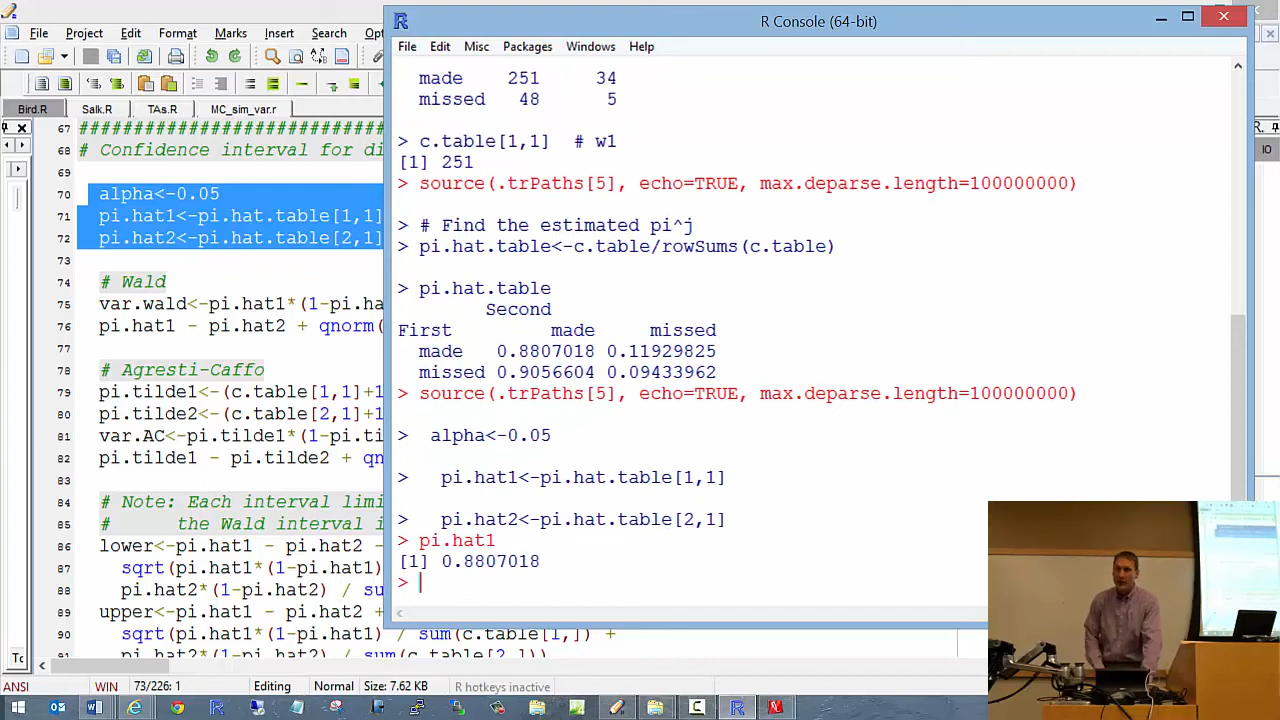 R Console (64-bit)
File Project Edit Format Marks Insert Search
File Edit Misc Packages Windows Help
Bird.R Salk.R TAs.R MC_sim_var.r
67 ##########################
68 # Confidence interval for
69
70 alpha<-0.05
71 pi.hat1<-pi.hat.table[1,1]
72 pi.hat2<-pi.hat.table[2,1]
73
74 # Wald
75 var.wald<-pi.hat1*(1-pi.ha
76 pi.hat1 - pi.hat2 + qnorm(
77
78 # Agresti-Caffo
79 pi.tilde1<-(c.table[1,1]+1
80 pi.tilde2<-(c.table[2,1]+1
81 var.AC<-pi.tilde1*(1-pi.ti
82 pi.tilde1 - pi.tilde2 + qn
83
84 # Note: Each interval limi
85 # the Wald interval i
86 lower<-pi.hat1 - pi.hat2 -
87 sqrt(pi.hat1*(1-pi.hat1) / sum(c.table[1,]) +
88 pi.hat2*(1-pi.hat2) / su
89 upper<-pi.hat1 - pi.hat2 +
90 sqrt(pi.hat1*(1-pi.hat1) / sum(c.table[1,]) +
91 pi.hat2*(1-pi.hat2) / sum(c.table[2,]))
made 251 34
missed 48 5
> c.table[1,1] # w1
[1] 251
> source(.trPaths[5], echo=TRUE, max.deparse.length=100000000)
> # Find the estimated pi^j
> pi.hat.table<-c.table/rowSums(c.table)
> pi.hat.table
Second
First made missed
made 0.8807018 0.11929825
missed 0.9056604 0.09433962
> source(.trPaths[5], echo=TRUE, max.deparse.length=100000000)
> alpha<-0.05
> pi.hat1<-pi.hat.table[1,1]
> pi.hat2<-pi.hat.table[2,1]
> pi.hat1
[1] 0.8807018
>
ANSI WIN 73/226: 1 Editing Normal Size: 7.62 KB R hotkeys inactive